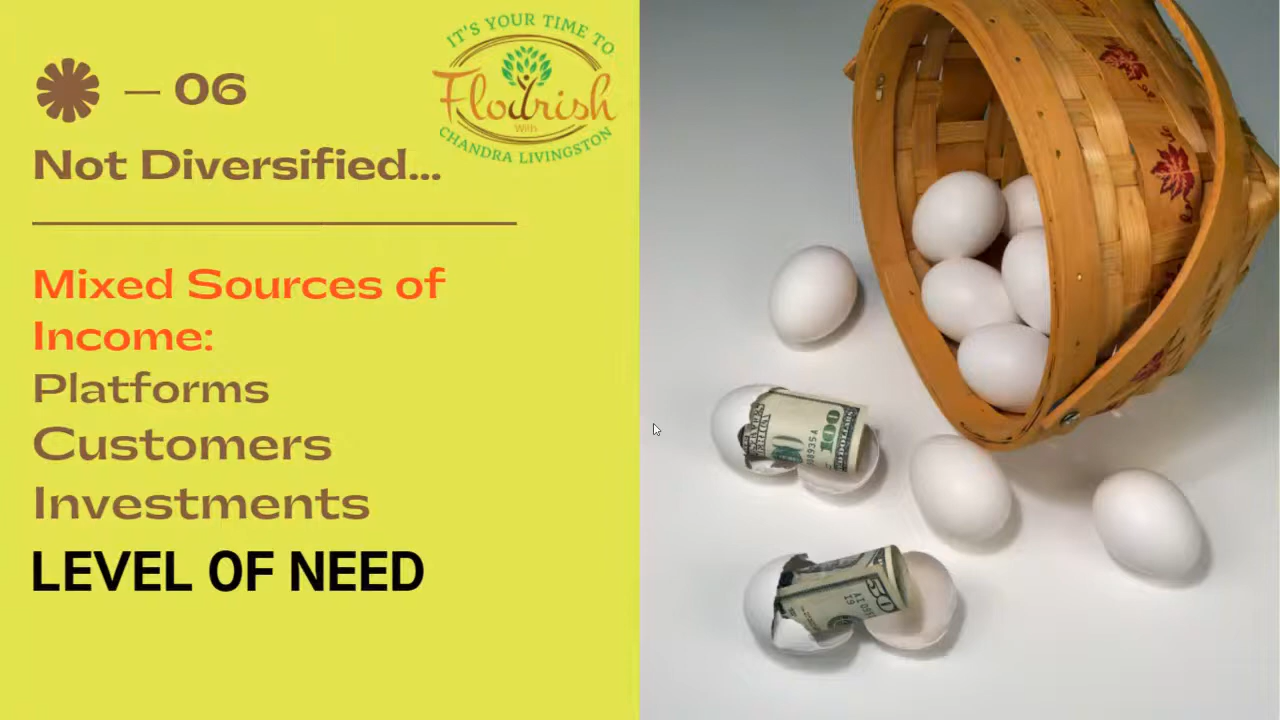 — 06
IT'S YOUR TIME TO
Flourish
With
CHANDRA LIVINGSTON
Not Diversified...
Mixed Sources of
Income:
Platforms
Customers
Investments
LEVEL OF NEED
100
50